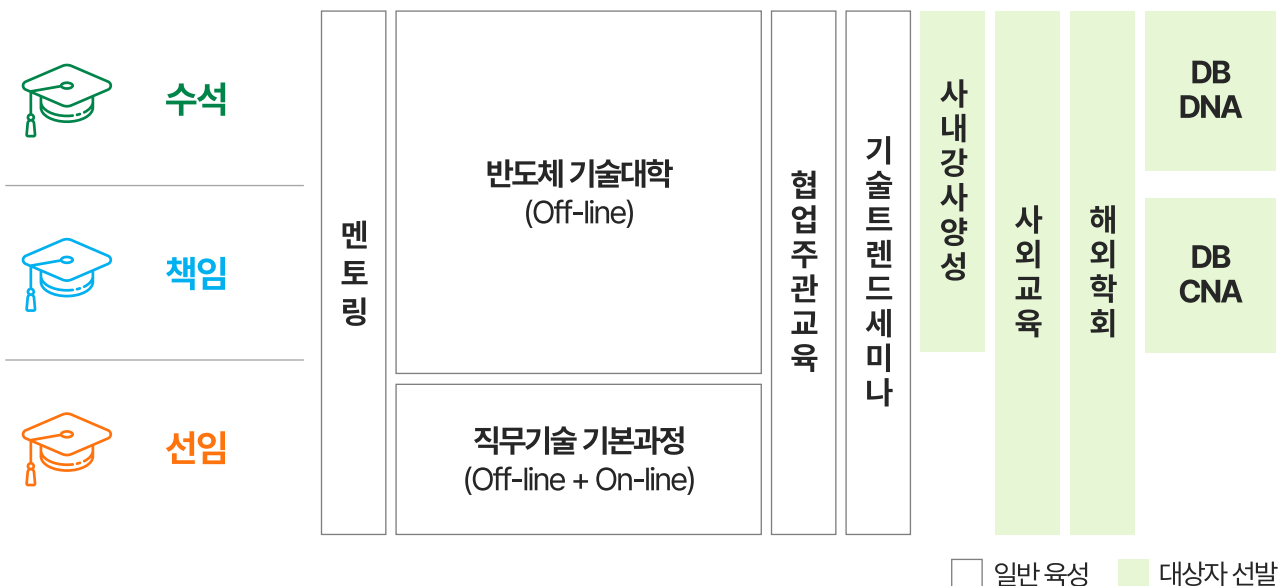 수석
책임
선임
멘토링
반도체 기술대학
(Off-line)
직무기술 기본과정
(Off-line + On-line)
협업주관교육
기술트렌드세미나
사내강사양성
사외교육
해외학회
DB
DNA
DB
CNA
일반 육성
대상자 선발